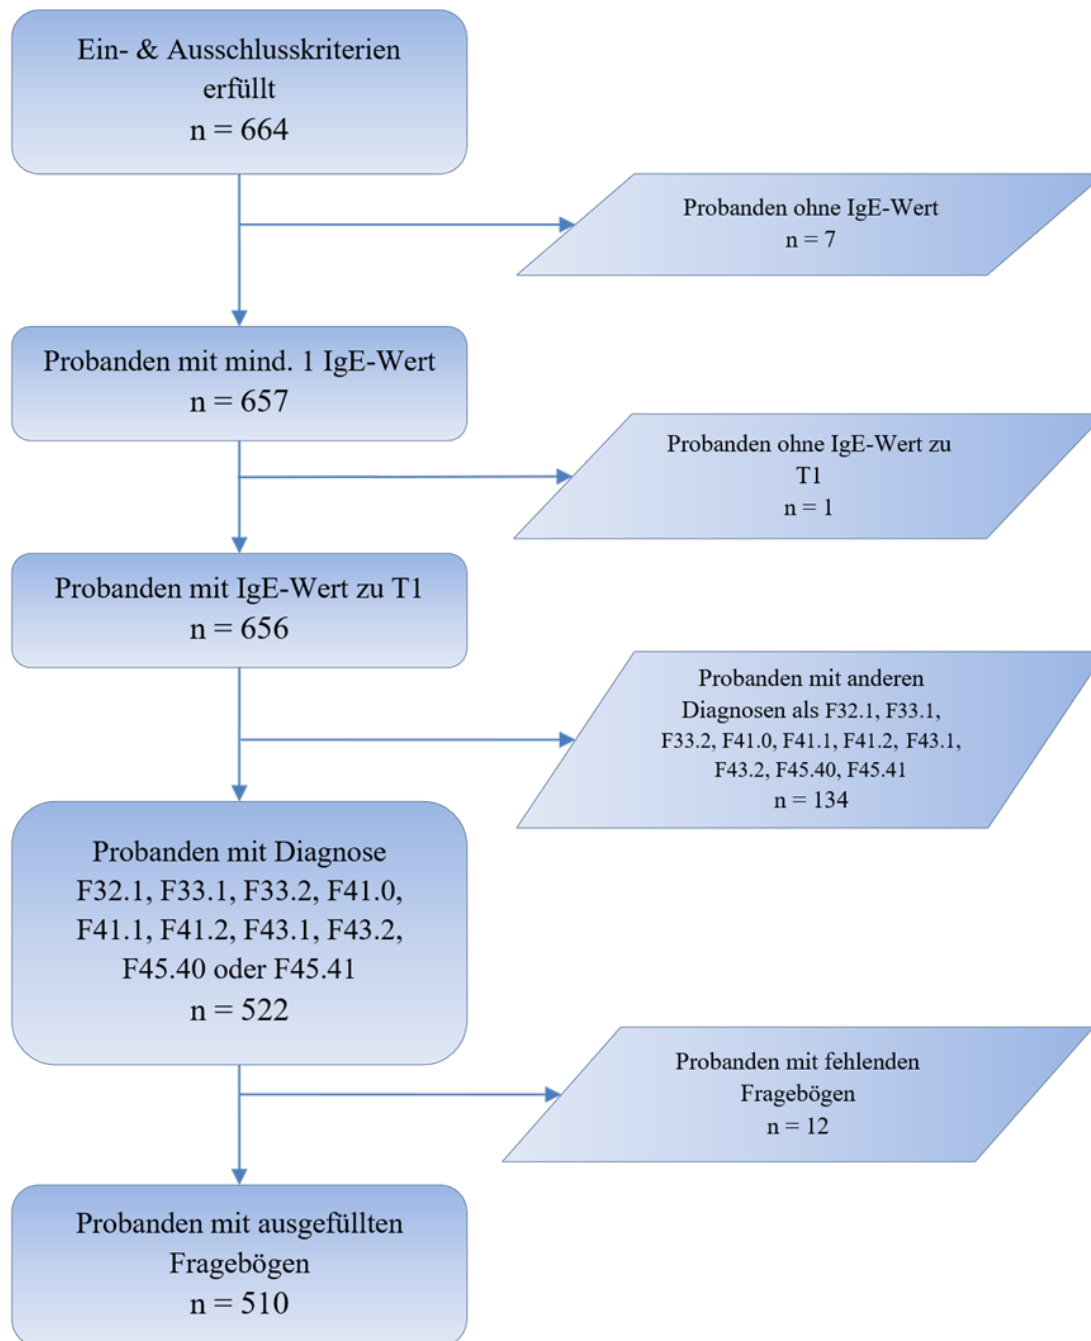 Ein- & Ausschlusskriterien
erfüllt
n = 664
Probanden ohne IgE-Wert
n = 7
Probanden mit mind. 1 IgE-Wert
n = 657
Probanden ohne IgE-Wert zu
T1
n = 1
Probanden mit IgE-Wert zu T1
n = 656
Probanden mit anderen
Diagnosen als F32.1, F33.1,
F33.2, F41.0, F41.1, F41.2, F43.1,
F43.2, F45.40, F45.41
n = 134
Probanden mit Diagnose
F32.1, F33.1, F33.2, F41.0,
F41.1, F41.2, F43.1, F43.2,
F45.40 oder F45.41
n = 522
Probanden mit fehlenden
Fragebögen
n = 12
Probanden mit ausgefüllten
Fragebögen
n = 510